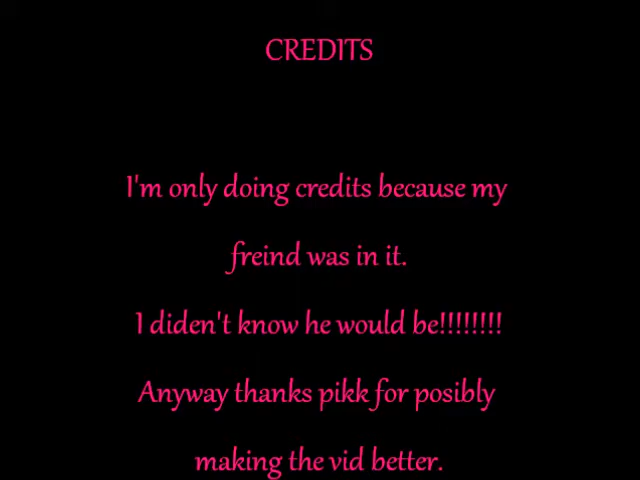 CREDITS
I'm only doing credits because my
freind was in it.
I diden't know he would be!!!!!!!!
Anyway thanks pikk for posibly
making the vid better.